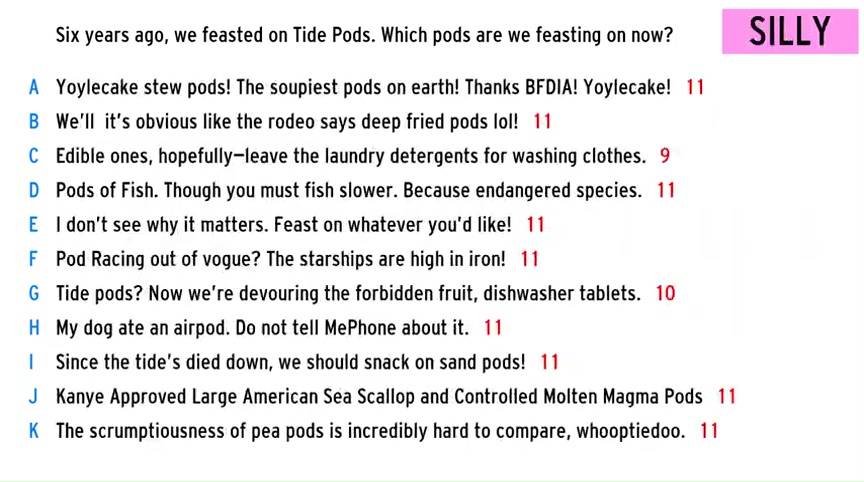 Six years ago, we feasted on Tide Pods. Which pods are we feasting on now?
SILLY
A Yoylecake stew pods! The soupiest pods on earth! Thanks BFDIA! Yoylecake! 11
B We'll it's obvious like the rodeo says deep fried pods lol! 11
C Edible ones, hopefully—leave the laundry detergents for washing clothes. 9
D Pods of Fish. Though you must fish slower. Because endangered species. 11
E I don't see why it matters. Feast on whatever you'd like! 11
F Pod Racing out of vogue? The starships are high in iron! 11
G Tide pods? Now we're devouring the forbidden fruit, dishwasher tablets. 10
H My dog ate an airpod. Do not tell MePhone about it. 11
I Since the tide's died down, we should snack on sand pods! 11
J Kanye Approved Large American Sea Scallop and Controlled Molten Magma Pods 11
K The scrumptiousness of pea pods is incredibly hard to compare, whooptiedoo. 11